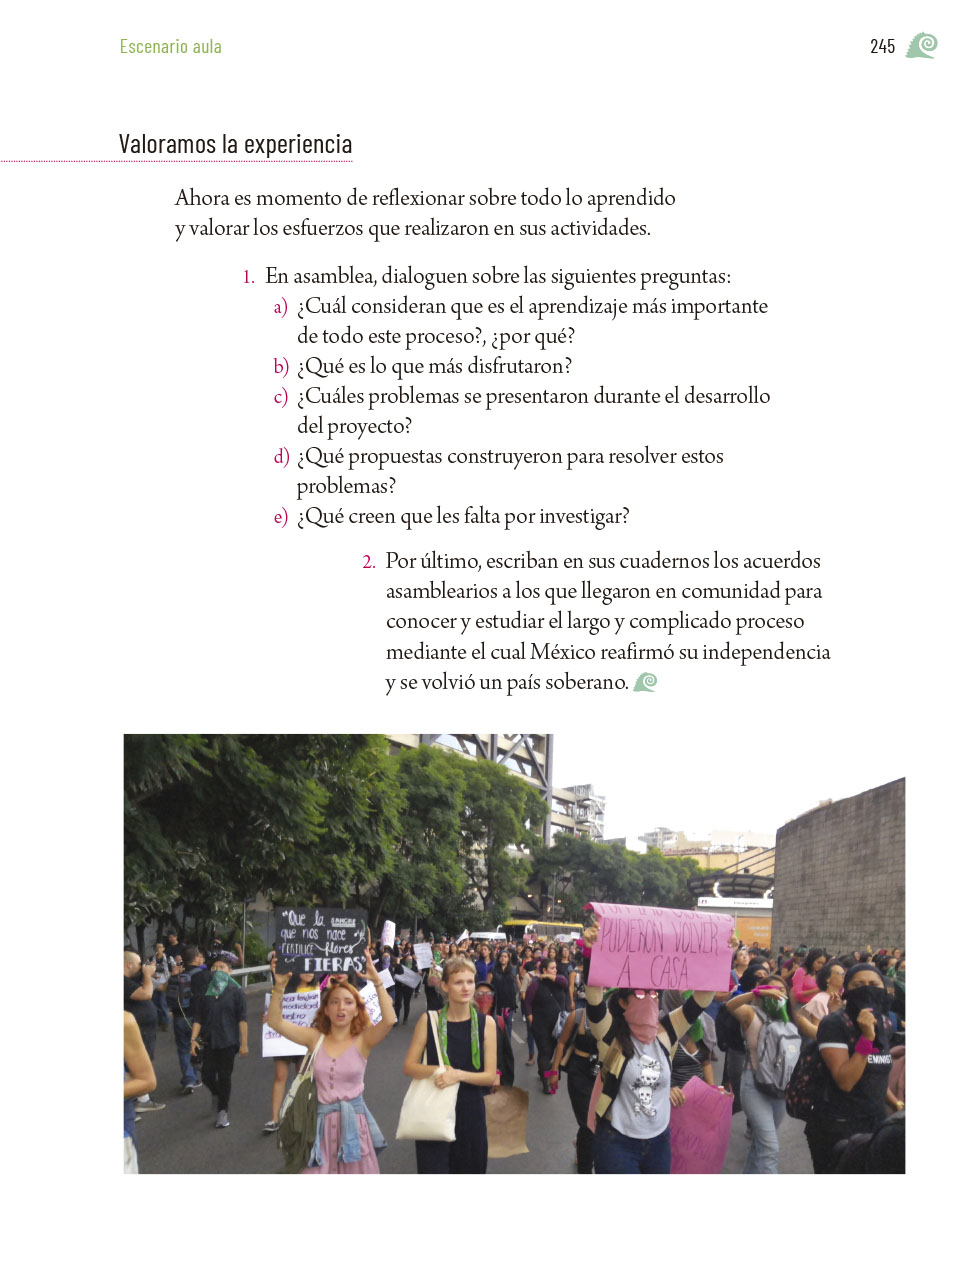 Escenario aula
245
Valoramos la experiencia
Ahora es momento de reflexionar sobre todo lo aprendido
y valorar los esfuerzos que realizaron en sus actividades.
1. En asamblea, dialoguen sobre las siguientes preguntas:
a) ¿Cuál consideran que es el aprendizaje más importante
de todo este proceso?, ¿por qué?
b) ¿Qué es lo que más disfrutaron?
c) ¿Cuáles problemas se presentaron durante el desarrollo
del proyecto?
d) ¿Qué propuestas construyeron para resolver estos
problemas?
e) ¿Qué creen que les falta por investigar?
2. Por último, escriban en sus cuadernos los acuerdos
asamblearios a los que llegaron en comunidad para
conocer y estudiar el largo y complicado proceso
mediante el cual México reafirmó su independencia
y se volvió un país soberano.
"Que la SANGRE
que nos nace
FERTILICE flores
y FIERAS"
PUDIERON VOLVER
A CASA